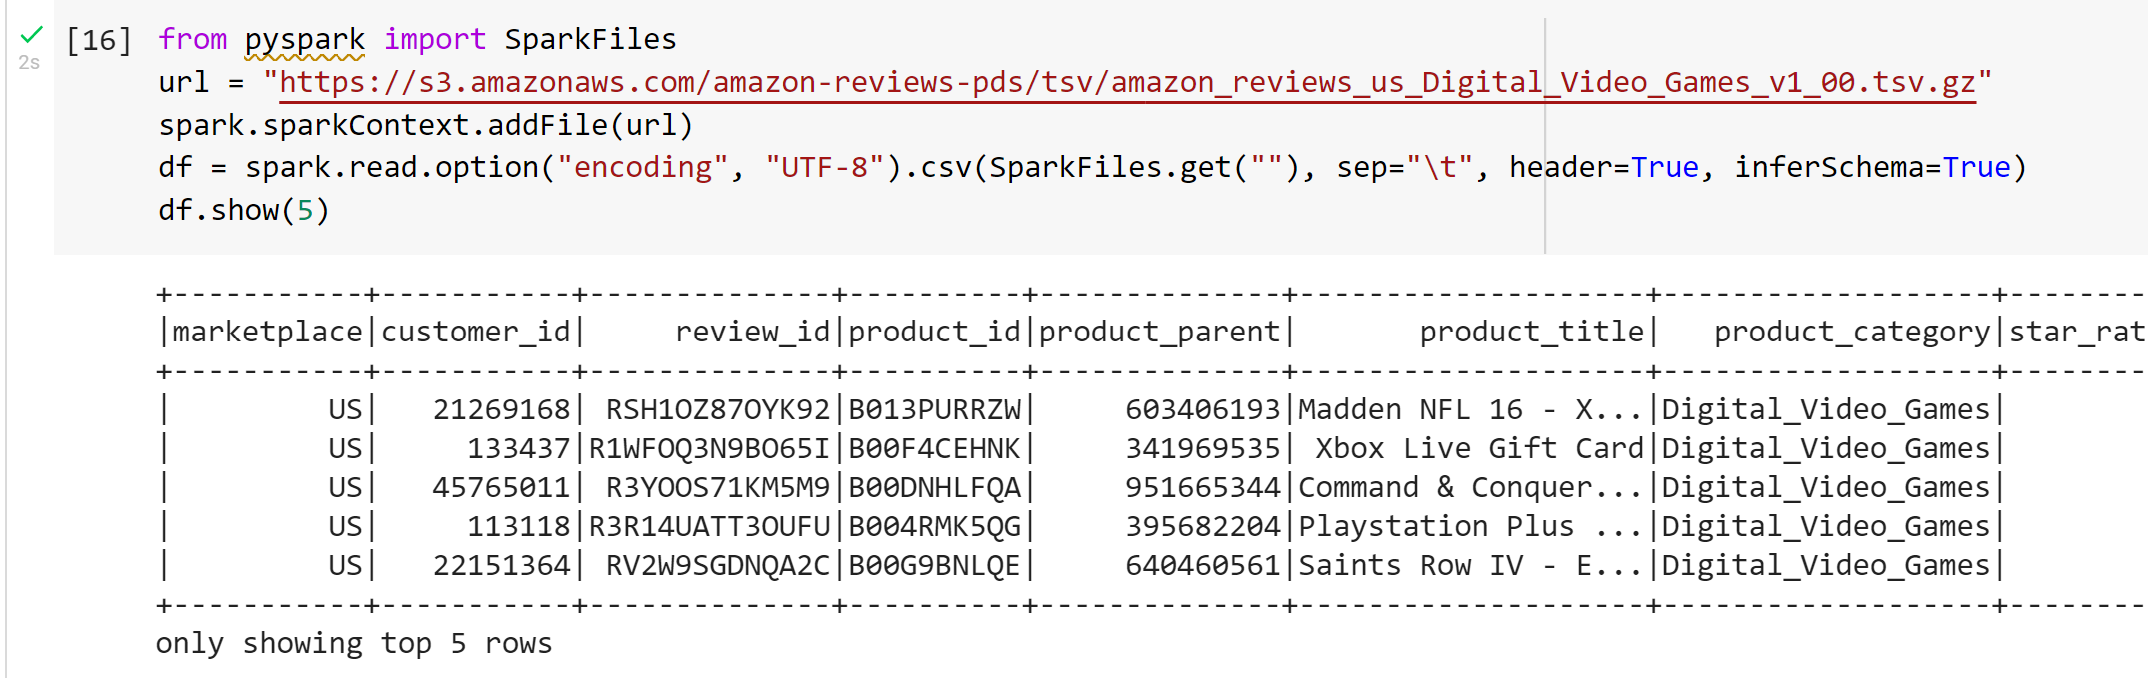 [16] from pyspark import SparkFiles
2s
url = "https://s3.amazonaws.com/amazon-reviews-pds/tsv/amazon_reviews_us_Digital_Video_Games_v1_00.tsv.gz"
spark.sparkContext.addFile(url)
df = spark.read.option("encoding", "UTF-8").csv(SparkFiles.get(""), sep="\t", header=True, inferSchema=True)
df.show(5)
+-----------+-----------+--------------+----------+--------------+--------------------+-------------------+--------
|marketplace|customer_id|     review_id|product_id|product_parent|       product_title|   product_category|star_rat
+-----------+-----------+--------------+----------+--------------+--------------------+-------------------+--------
|         US|   21269168| RSH1OZ87OYK92|B013PURRZW|     603406193|Madden NFL 16 - X...|Digital_Video_Games|
|         US|     133437|R1WFOQ3N9BO65I|B00F4CEHNK|     341969535| Xbox Live Gift Card|Digital_Video_Games|
|         US|   45765011| R3YOOS71KM5M9|B00DNHLFQA|     951665344|Command & Conquer...|Digital_Video_Games|
|         US|     113118|R3R14UATT3OUFU|B004RMK5QG|     395682204|Playstation Plus ...|Digital_Video_Games|
|         US|   22151364| RV2W9SGDNQA2C|B00G9BNLQE|     640460561|Saints Row IV - E...|Digital_Video_Games|
+-----------+-----------+--------------+----------+--------------+--------------------+-------------------+--------
only showing top 5 rows